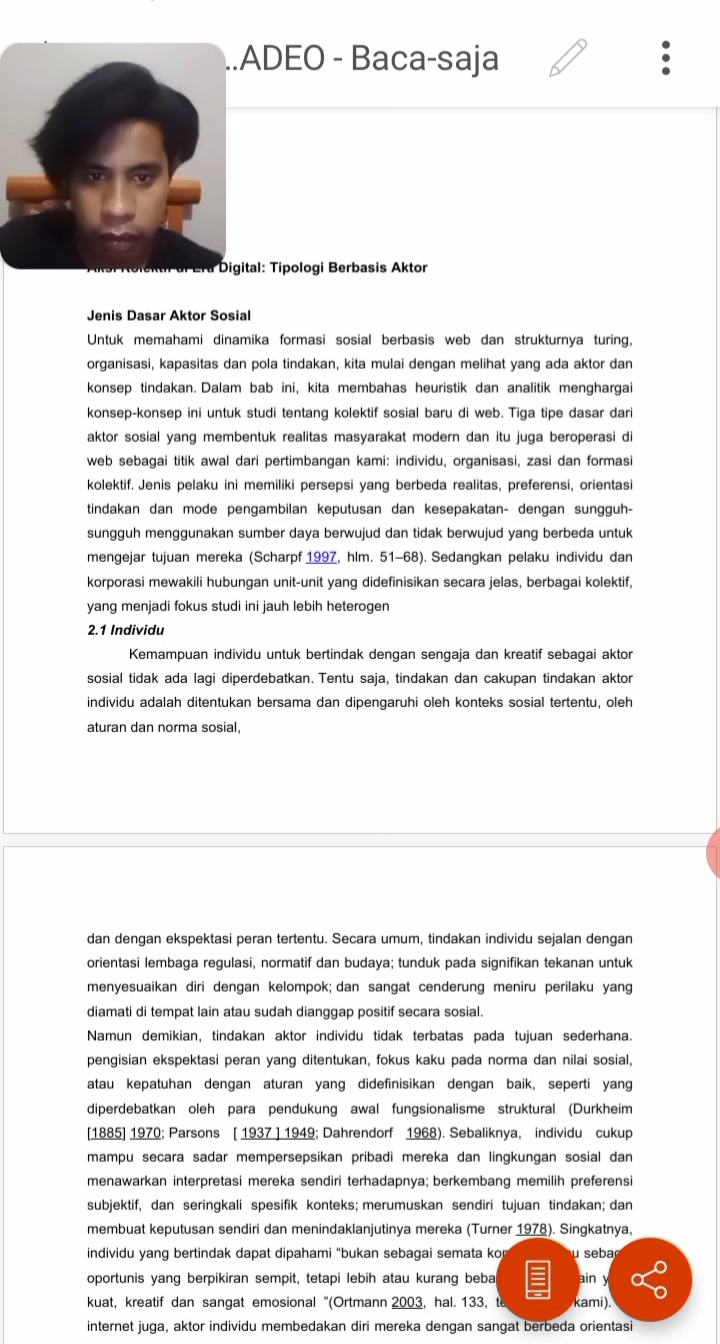 ..ADEO - Baca-saja
Digital: Tipologi Berbasis Aktor
Jenis Dasar Aktor Sosial
Untuk memahami dinamika formasi sosial berbasis web dan strukturnya turing,
organisasi, kapasitas dan pola tindakan, kita mulai dengan melihat yang ada aktor dan
konsep tindakan. Dalam bab ini, kita membahas heuristik dan analitik menghargai
konsep-konsep ini untuk studi tentang kolektif sosial baru di web. Tiga tipe dasar dari
aktor sosial yang membentuk realitas masyarakat modern dan itu juga beroperasi di
web sebagai titik awal dari pertimbangan kami: individu, organisasi, zasi dan formasi
kolektif. Jenis pelaku ini memiliki persepsi yang berbeda realitas, preferensi, orientasi
tindakan dan mode pengambilan keputusan dan kesepakatan- dengan sungguh-
sungguh menggunakan sumber daya berwujud dan tidak berwujud yang berbeda untuk
mengejar tujuan mereka (Scharpf 1997, hlm. 51–68). Sedangkan pelaku individu dan
korporasi mewakili hubungan unit-unit yang didefinisikan secara jelas, berbagai kolektif,
yang menjadi fokus studi ini jauh lebih heterogen
2.1 Individu
Kemampuan individu untuk bertindak dengan sengaja dan kreatif sebagai aktor
sosial tidak ada lagi diperdebatkan. Tentu saja, tindakan dan cakupan tindakan aktor
individu adalah ditentukan bersama dan dipengaruhi oleh konteks sosial tertentu, oleh
aturan dan norma sosial,
dan dengan ekspektasi peran tertentu. Secara umum, tindakan individu sejalan dengan
orientasi lembaga regulasi, normatif dan budaya; tunduk pada signifikan tekanan untuk
menyesuaikan diri dengan kelompok; dan sangat cenderung meniru perilaku yang
diamati di tempat lain atau sudah dianggap positif secara sosial.
Namun demikian, tindakan aktor individu tidak terbatas pada tujuan sederhana.
pengisian ekspektasi peran yang ditentukan, fokus kaku pada norma dan nilai sosial,
atau kepatuhan dengan aturan yang didefinisikan dengan baik, seperti yang
diperdebatkan oleh para pendukung awal fungsionalisme struktural (Durkheim
[1885] 1970; Parsons [ 1937 ] 1949; Dahrendorf 1968). Sebaliknya, individu cukup
mampu secara sadar mempersepsikan pribadi mereka dan lingkungan sosial dan
menawarkan interpretasi mereka sendiri terhadapnya; berkembang memilih preferensi
subjektif, dan seringkali spesifik konteks; merumuskan sendiri tujuan tindakan; dan
membuat keputusan sendiri dan menindaklanjutinya mereka (Turner 1978). Singkatnya,
individu yang bertindak dapat dipahami "bukan sebagai semata
oportunis yang berpikiran sempit, tetapi lebih atau kurang
kuat, kreatif dan sangat emosional "(Ortmann 2003, hal. 133, kami).
internet juga, aktor individu membedakan diri mereka dengan sangat berbeda orientasi